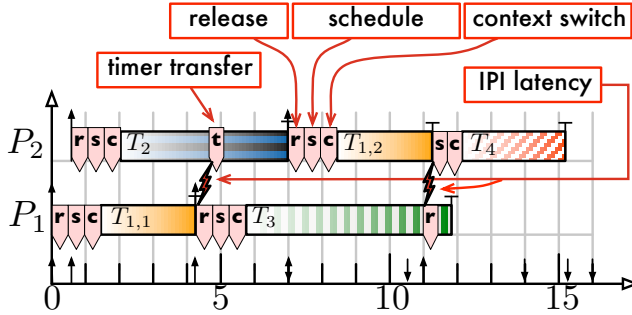 release schedule context switch
timer transfer IPI latency
P2 r s c T2 t r s c T1,2 s c T4
P1 r s c T1,1 r s c T3 r
0 5 10 15